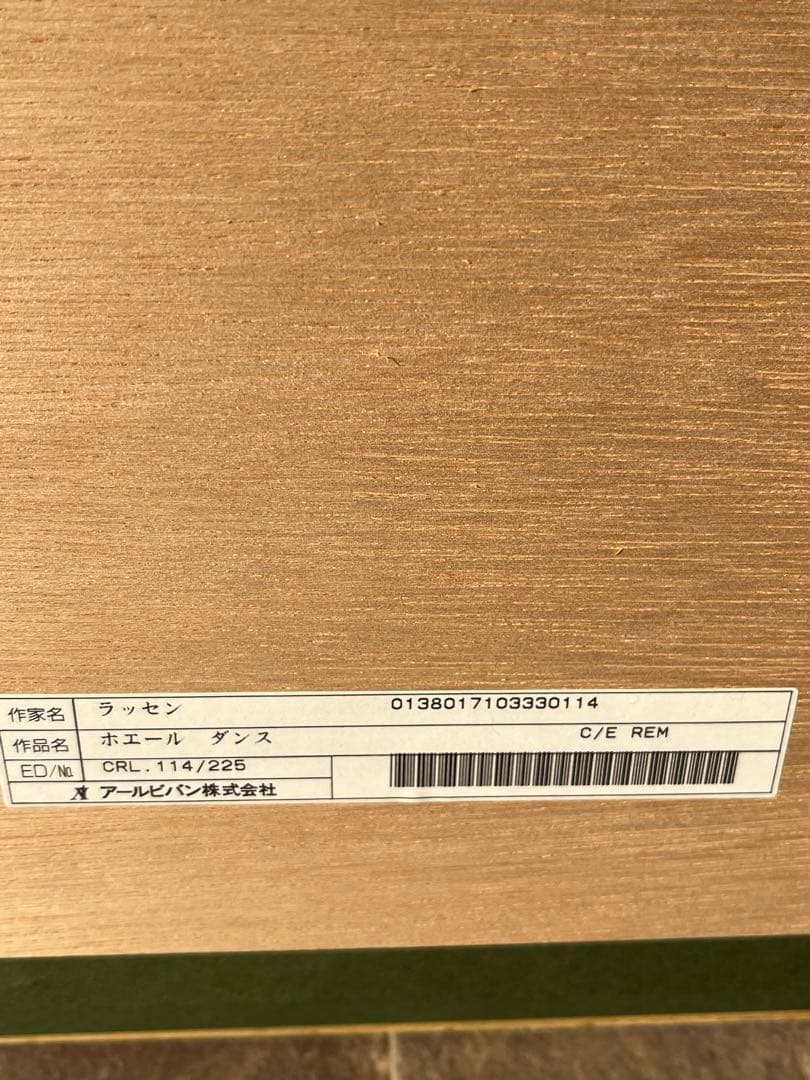 作家名 ラッセン 0138017103330114
作品名 ホエール ダンス C/E REM
ED/№ CRL.114/225
アールビバン株式会社